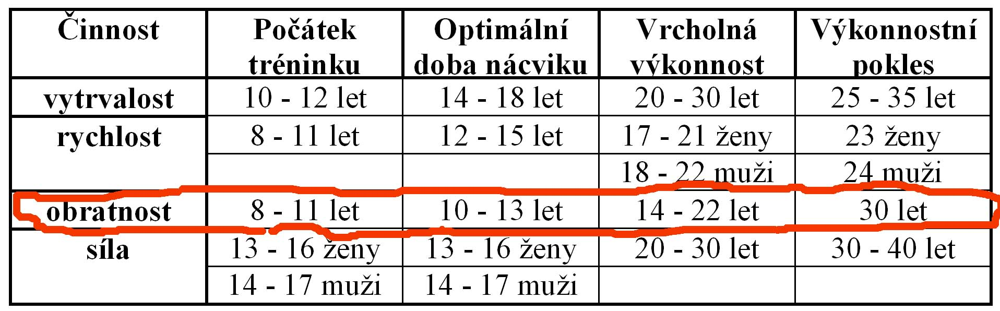 Činnost Počátek tréninku Optimální doba nácviku Vrcholná výkonnost Výkonnostní pokles
vytrvalost 10 - 12 let 14 - 18 let 20 - 30 let 25 - 35 let
rychlost 8 - 11 let 12 - 15 let 17 - 21 ženy 23 ženy
18 - 22 muži 24 muži
obratnost 8 - 11 let 10 - 13 let 14 - 22 let 30 let
síla 13 - 16 ženy 13 - 16 ženy 20 - 30 let 30 - 40 let
14 - 17 muži 14 - 17 muži